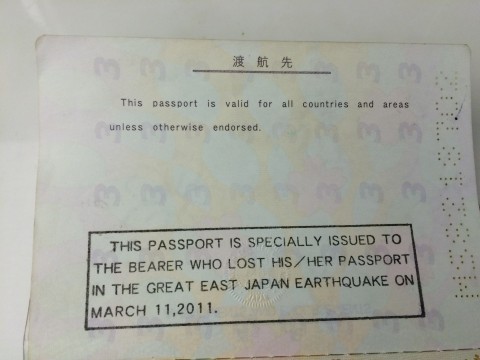 渡航先
This passport is valid for all countries and areas
unless otherwise endorsed.
THIS PASSPORT IS SPECIALLY ISSUED TO
THE BEARER WHO LOST HIS/HER PASSPORT
IN THE GREAT EAST JAPAN EARTHQUAKE ON
MARCH 11,2011.